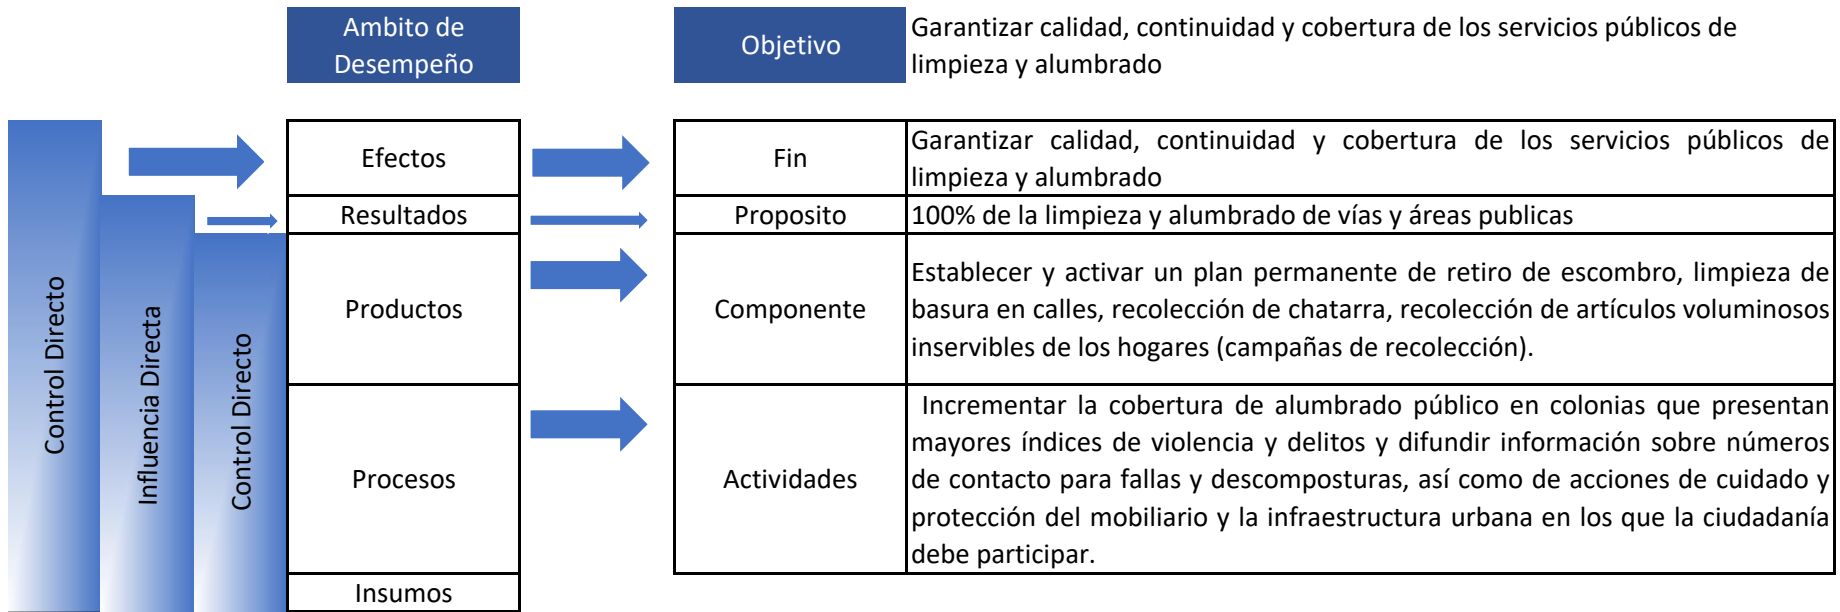 Ambito de
Desempeño
Objetivo
Garantizar calidad, continuidad y cobertura de los servicios públicos de
limpieza y alumbrado
Control Directo
Influencia Directa
Control Directo
Efectos
Fin
Garantizar calidad, continuidad y cobertura de los servicios públicos de
limpieza y alumbrado
Resultados
Proposito
100% de la limpieza y alumbrado de vías y áreas publicas
Productos
Componente
Establecer y activar un plan permanente de retiro de escombro, limpieza de
basura en calles, recolección de chatarra, recolección de artículos voluminosos
inservibles de los hogares (campañas de recolección).
Procesos
Actividades
Incrementar la cobertura de alumbrado público en colonias que presentan
mayores índices de violencia y delitos y difundir información sobre números
de contacto para fallas y descomposturas, así como de acciones de cuidado y
protección del mobiliario y la infraestructura urbana en los que la ciudadanía
debe participar.
Insumos